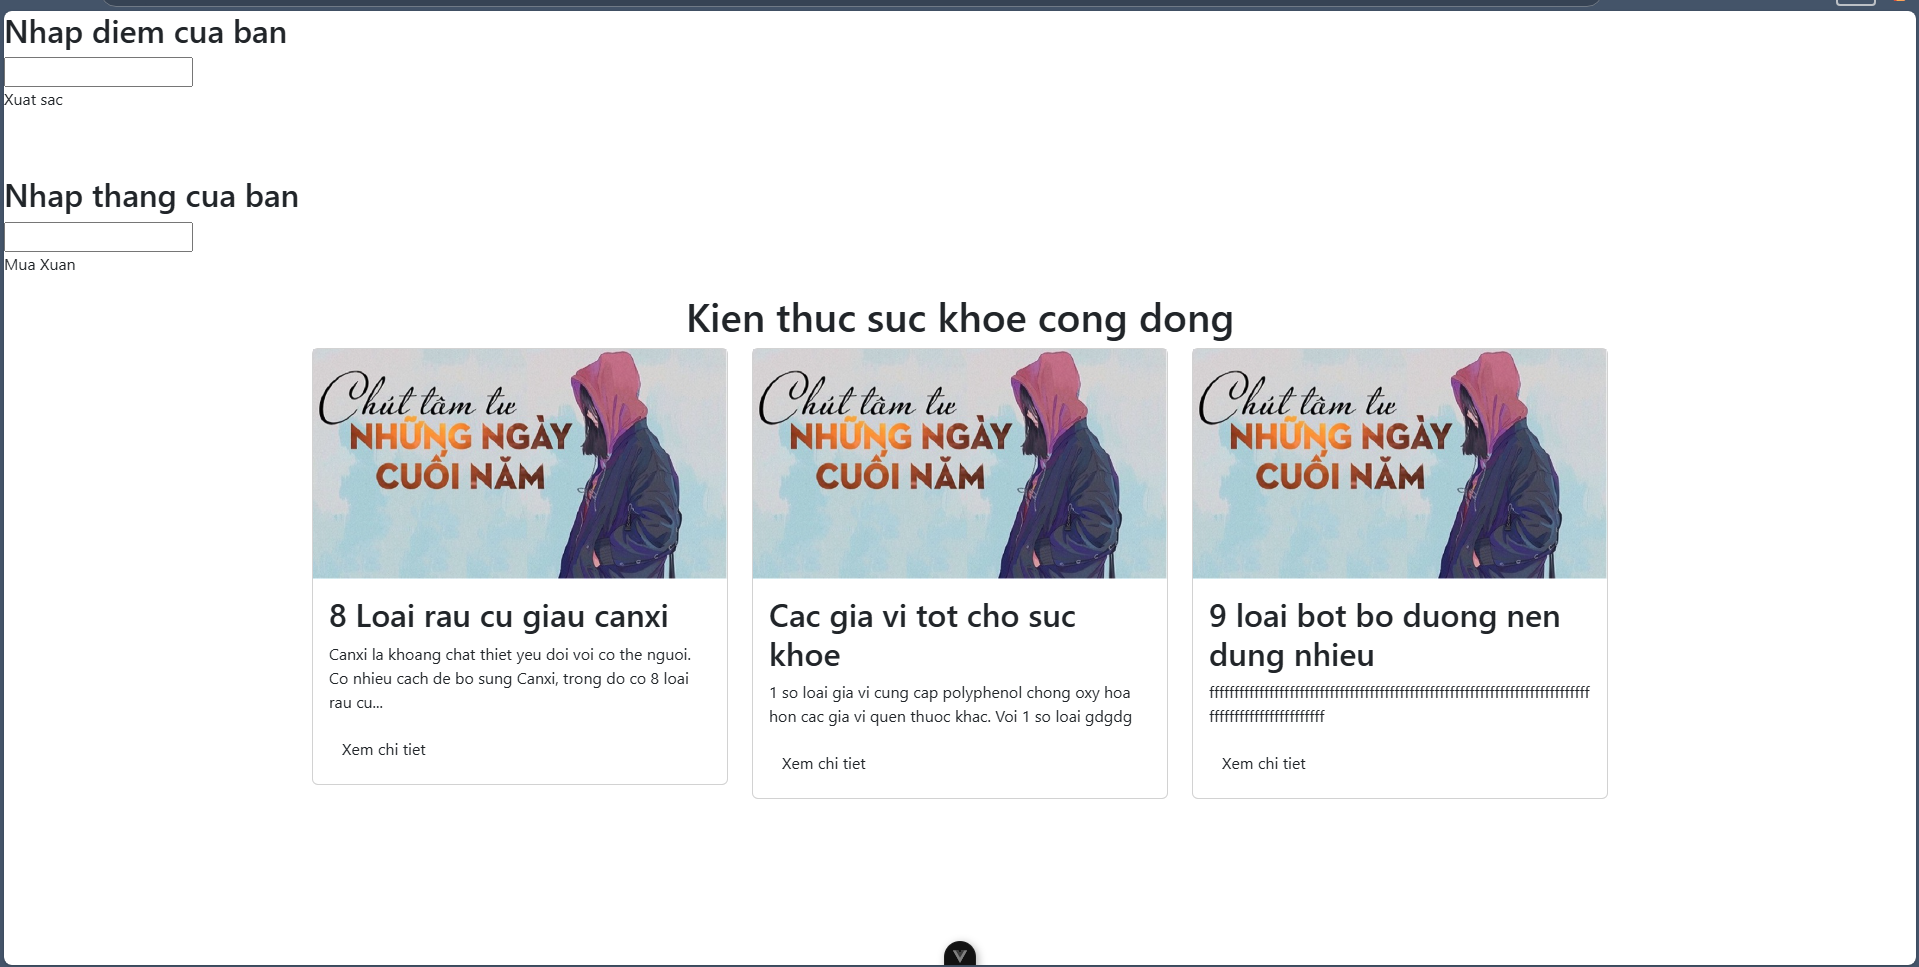 Nhap diem cua ban
Xuat sac
Nhap thang cua ban
Mua Xuan
Kien thuc suc khoe cong dong
Chút tâm tư
NHỮNG NGÀY
CUỐI NĂM
8 Loai rau cu giau canxi
Canxi la khoang chat thiet yeu doi voi co the nguoi.
Co nhieu cach de bo sung Canxi, trong do co 8 loai
rau cu...
Xem chi tiet
Chút tâm tư
NHỮNG NGÀY
CUỐI NĂM
Cac gia vi tot cho suc
khoe
1 so loai gia vi cung cap polyphenol chong oxy hoa
hon cac gia vi quen thuoc khac. Voi 1 so loai gdgdg
Xem chi tiet
Chút tâm tư
NHỮNG NGÀY
CUỐI NĂM
9 loai bot bo duong nen
dung nhieu
ffffffffffffffffffffffffffffffffffffffffffffffffffffffffffffffffffffffffffff
fffffffffffffffffffffff
Xem chi tiet